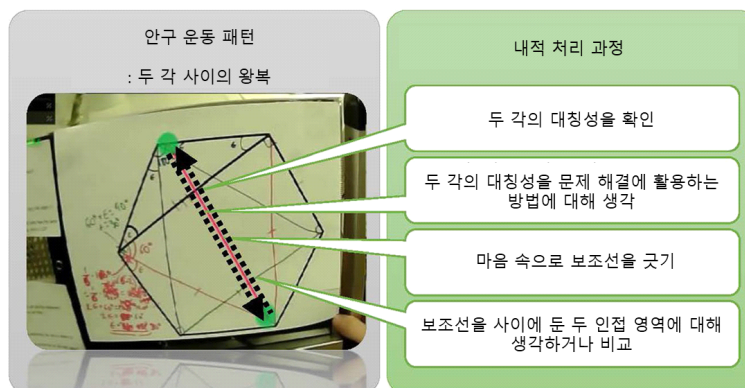 안구 운동 패턴
: 두 각 사이의 왕복
내적 처리 과정
두 각의 대칭성을 확인
두 각의 대칭성을 문제 해결에 활용하는
방법에 대해 생각
마음 속으로 보조선을 긋기
보조선을 사이에 둔 두 인접 영역에 대해
생각하거나 비교